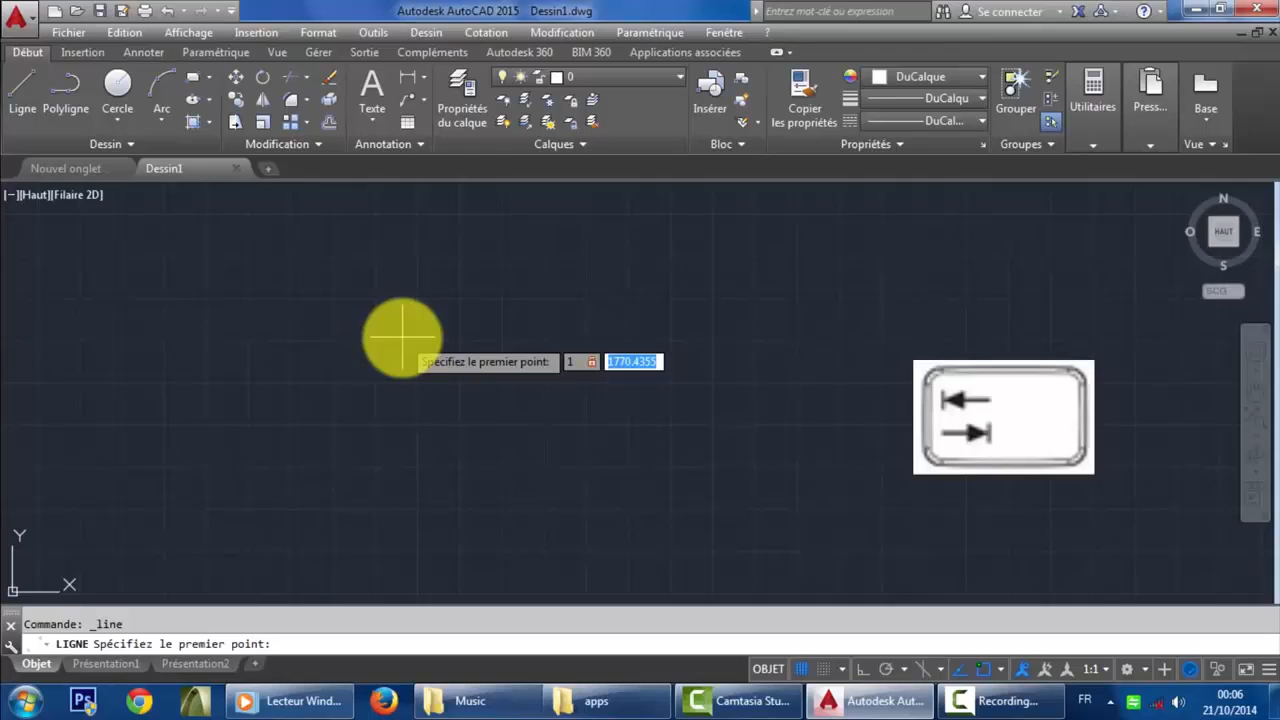 Autodesk AutoCAD 2015 Dessin1.dwg
Entrez mot-clé ou expression
Se connecter
Fichier Edition Affichage Insertion Format Outils Dessin Cotation Modification Paramétrique Fenêtre ?
Début Insertion Annoter Paramétrique Vue Gérer Sortie Compléments Autodesk 360 BIM 360 Applications associées
0
DuCalque
DuCalqu
DuCal...
Ligne Polyligne Cercle Arc
Texte
Propriétés du calque
Insérer
Copier les propriétés
Grouper
Utilitaires
Press...
Base
Dessin Modification Annotation Calques Bloc Propriétés Groupes Vue
Nouvel onglet Dessin1
[−][Haut][Filaire 2D]
N
O HAUT E
S
SCG
Spécifiez le premier point: 1 1770.4355
Y
X
Commande: _line
LIGNE Spécifiez le premier point:
Objet Présentation1 Présentation2 +
OBJET 1:1
Lecteur Wind... Music apps Camtasia Stu... Autodesk Aut... Recording... FR
00:06
21/10/2014